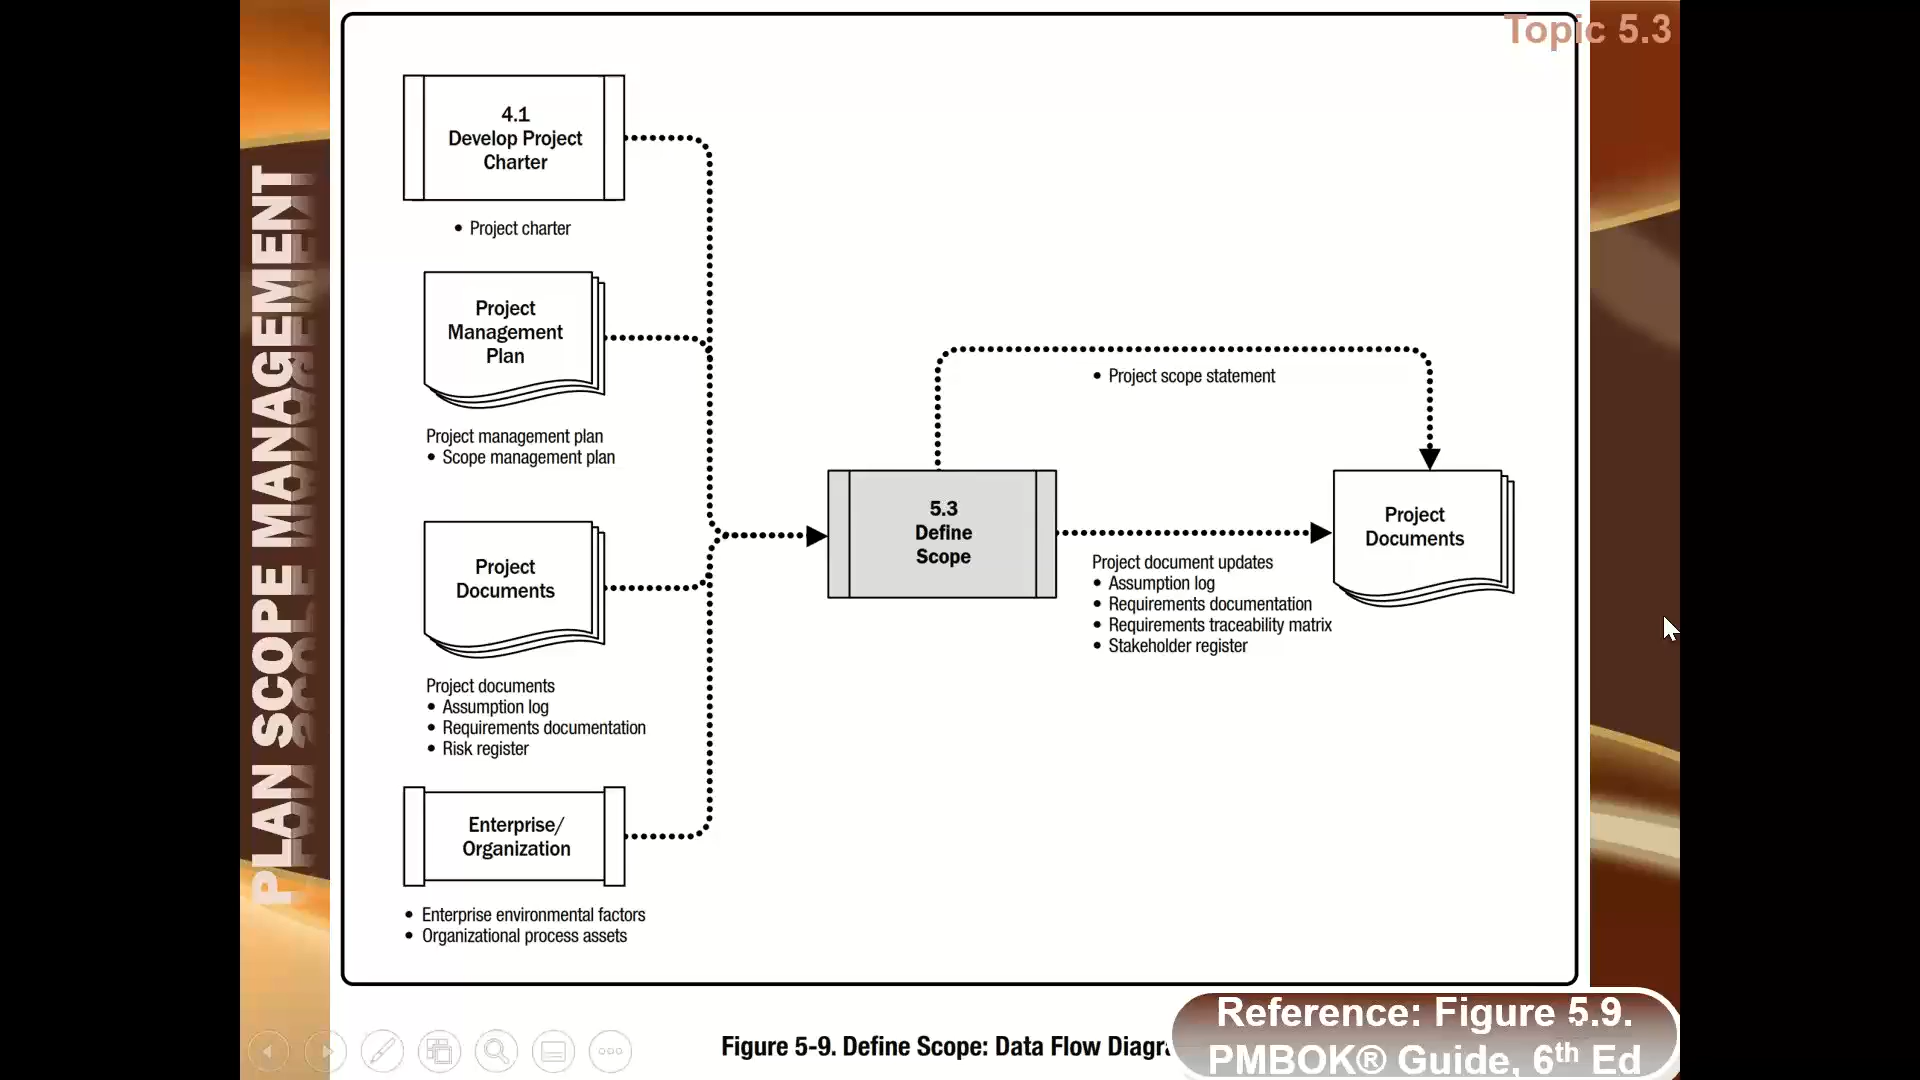 Topic 5.3
PLAN SCOPE MANAGEMENT
4.1
Develop Project
Charter
• Project charter
Project
Management
Plan
Project management plan
• Scope management plan
Project
Documents
Project documents
• Assumption log
• Requirements documentation
• Risk register
Enterprise/
Organization
• Enterprise environmental factors
• Organizational process assets
5.3
Define
Scope
• Project scope statement
Project document updates
• Assumption log
• Requirements documentation
• Requirements traceability matrix
• Stakeholder register
Project
Documents
Figure 5-9. Define Scope: Data Flow Diagra
Reference: Figure 5.9.
PMBOK® Guide, 6th Ed